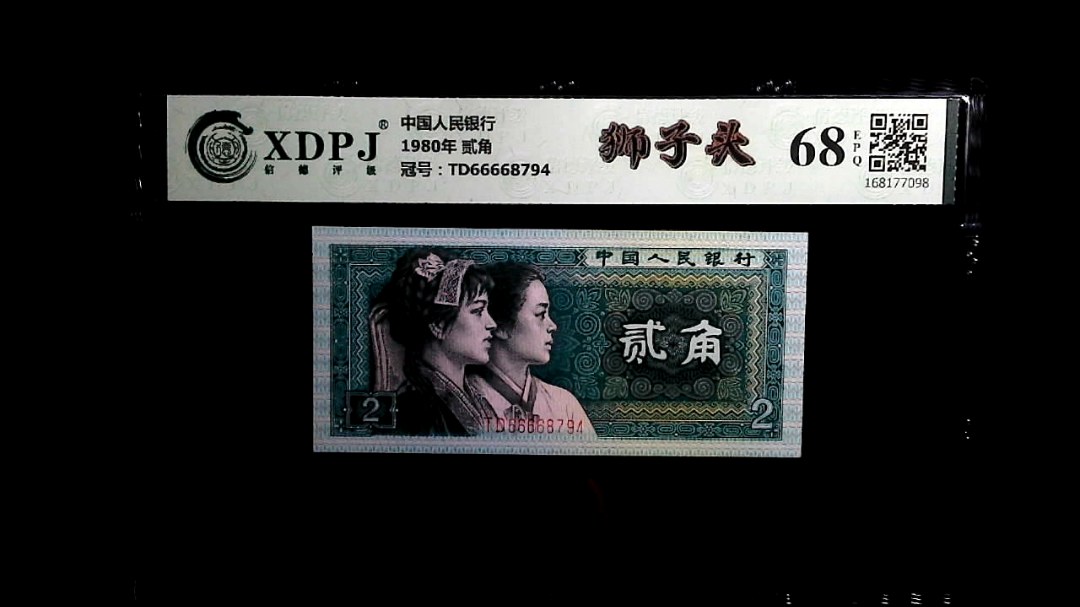 XDPJ®
信德评级
中国人民银行
1980年 贰角
冠号：TD66668794
狮子头
68
EPQ
168177098
中国人民银行
贰角
2
2
TD66668794